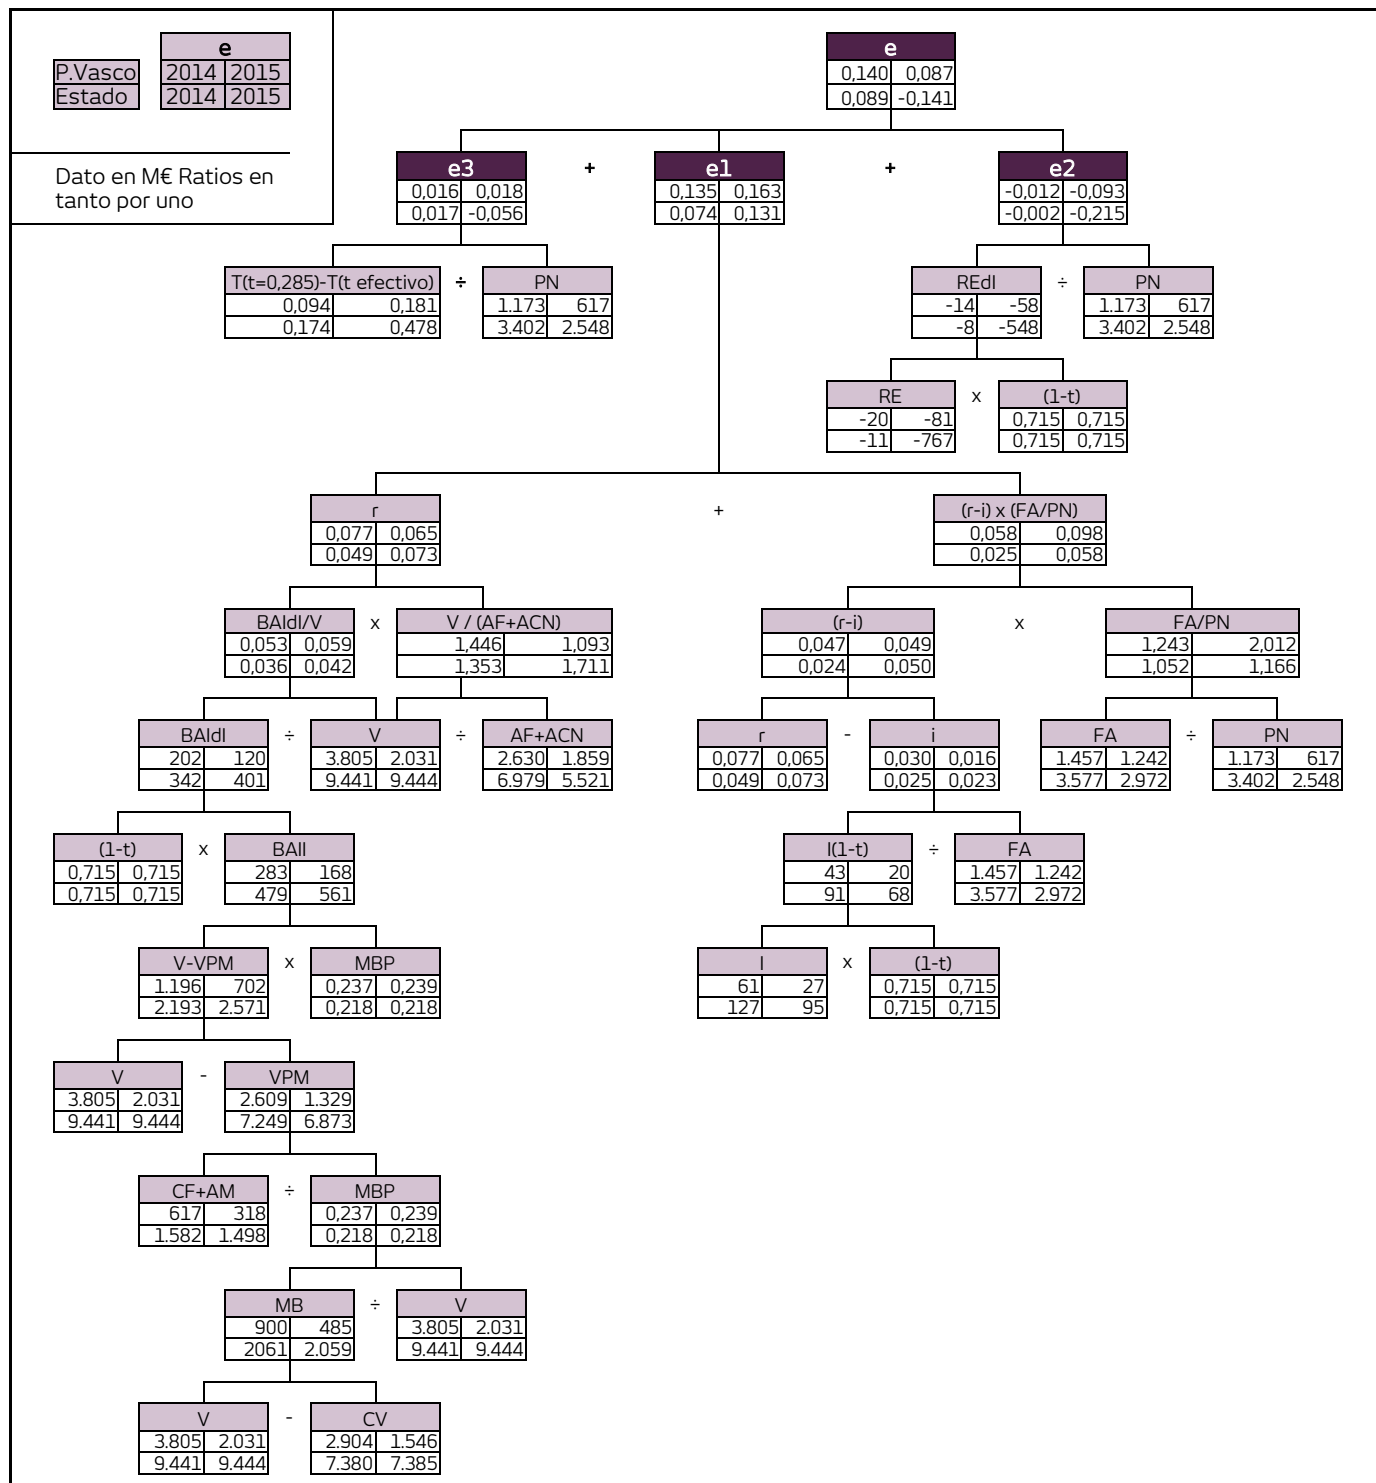 e
P.Vasco 2014 2015
Estado 2014 2015
Dato en M€ Ratios en
tanto por uno
e
0,140 0,087
0,089 -0,141
e3 + e1 + e2
0,016 0,018 0,135 0,163 -0,012 -0,093
0,017 -0,056 0,074 0,131 -0,002 -0,215
T(t=0,285)-T(t efectivo) ÷ PN REdI ÷ PN
0,094 0,181 1.173 617 -14 -58 1.173 617
0,174 0,478 3.402 2.548 -8 -548 3.402 2.548
RE x (1-t)
-20 -81 0,715 0,715
-11 -767 0,715 0,715
r + (r-i) x (FA/PN)
0,077 0,065 0,058 0,098
0,049 0,073 0,025 0,058
BAIdI/V x V / (AF+ACN) (r-i) x FA/PN
0,053 0,059 1,446 1,093 0,047 0,049 1,243 2,012
0,036 0,042 1,353 1,711 0,024 0,050 1,052 1,166
BAIdI ÷ V ÷ AF+ACN r - i FA ÷ PN
202 120 3.805 2.031 2.630 1.859 0,077 0,065 0,030 0,016 1.457 1.242 1.173 617
342 401 9.441 9.444 6.979 5.521 0,049 0,073 0,025 0,023 3.577 2.972 3.402 2.548
(1-t) x BAII I(1-t) ÷ FA
0,715 0,715 283 168 43 20 1.457 1.242
0,715 0,715 479 561 91 68 3.577 2.972
V-VPM x MBP I x (1-t)
1.196 702 0,237 0,239 61 27 0,715 0,715
2.193 2.571 0,218 0,218 127 95 0,715 0,715
V - VPM
3.805 2.031 2.609 1.329
9.441 9.444 7.249 6.873
CF+AM ÷ MBP
617 318 0,237 0,239
1.582 1.498 0,218 0,218
MB ÷ V
900 485 3.805 2.031
2061 2.059 9.441 9.444
V - CV
3.805 2.031 2.904 1.546
9.441 9.444 7.380 7.385